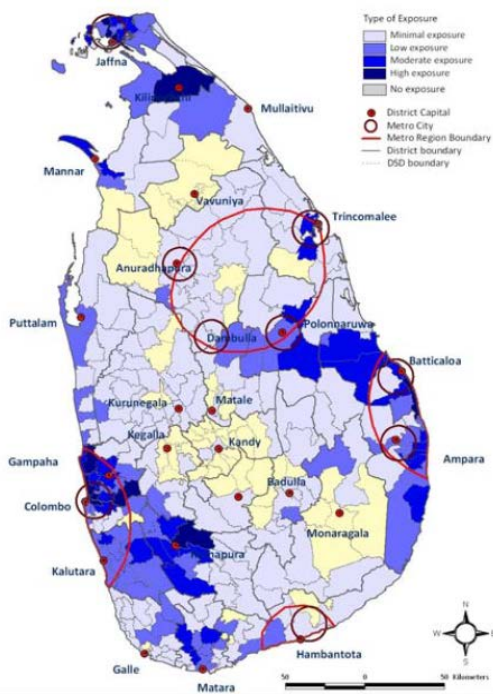 Type of Exposure
Minimal exposure
Low exposure
Moderate exposure
High exposure
No exposure
District Capital
Metro City
Metro Region Boundary
District boundary
DSD boundary
Jaffna
Mullaitivu
Mannar
Vavuniya
Trincomalee
Anuradhapura
Puttalam
Dambulla
Polonnaruwa
Batticaloa
Kurunegala
Matale
Kegalla
Kandy
Ampara
Gampaha
Badulla
Colombo
Monaragala
Kalutara
Galle
Hambantota
Matara
N
W
E
S
50
0
50 Kilometers